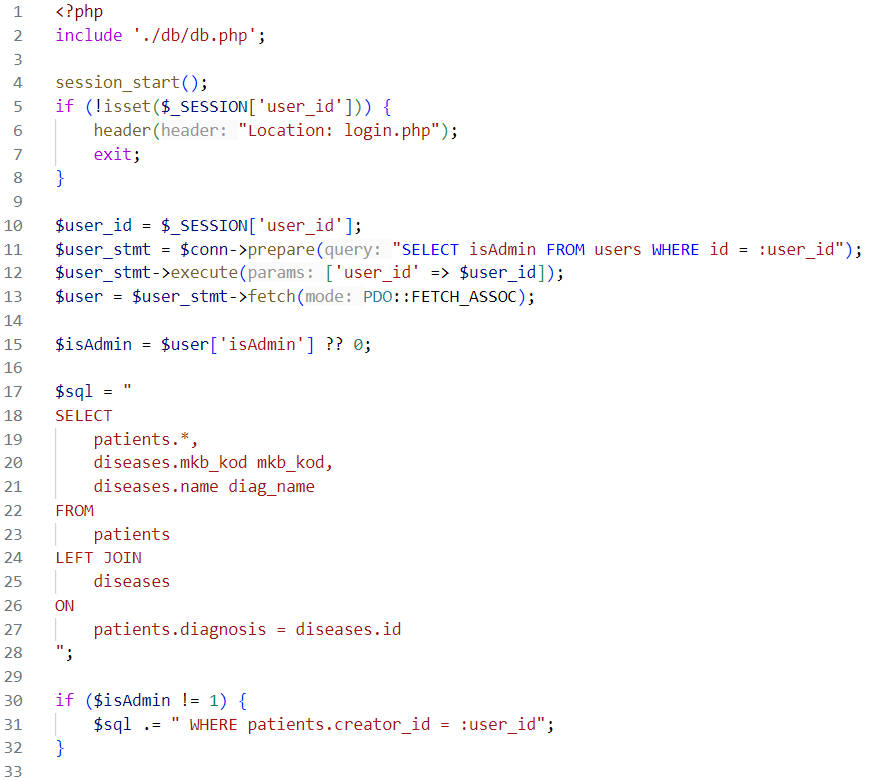 1 <?php
2 include './db/db.php';
3
4 session_start();
5 if (!isset($_SESSION['user_id'])) {
6     header(header: "Location: login.php");
7     exit;
8 }
9
10 $user_id = $_SESSION['user_id'];
11 $user_stmt = $conn->prepare(query: "SELECT isAdmin FROM users WHERE id = :user_id");
12 $user_stmt->execute(params: ['user_id' => $user_id]);
13 $user = $user_stmt->fetch(mode: PDO::FETCH_ASSOC);
14
15 $isAdmin = $user['isAdmin'] ?? 0;
16
17 $sql = "
18 SELECT
19     patients.*,
20     diseases.mkb_kod mkb_kod,
21     diseases.name diag_name
22 FROM
23     patients
24 LEFT JOIN
25     diseases
26 ON
27     patients.diagnosis = diseases.id
28 ";
29
30 if ($isAdmin != 1) {
31     $sql .= " WHERE patients.creator_id = :user_id";
32 }
33